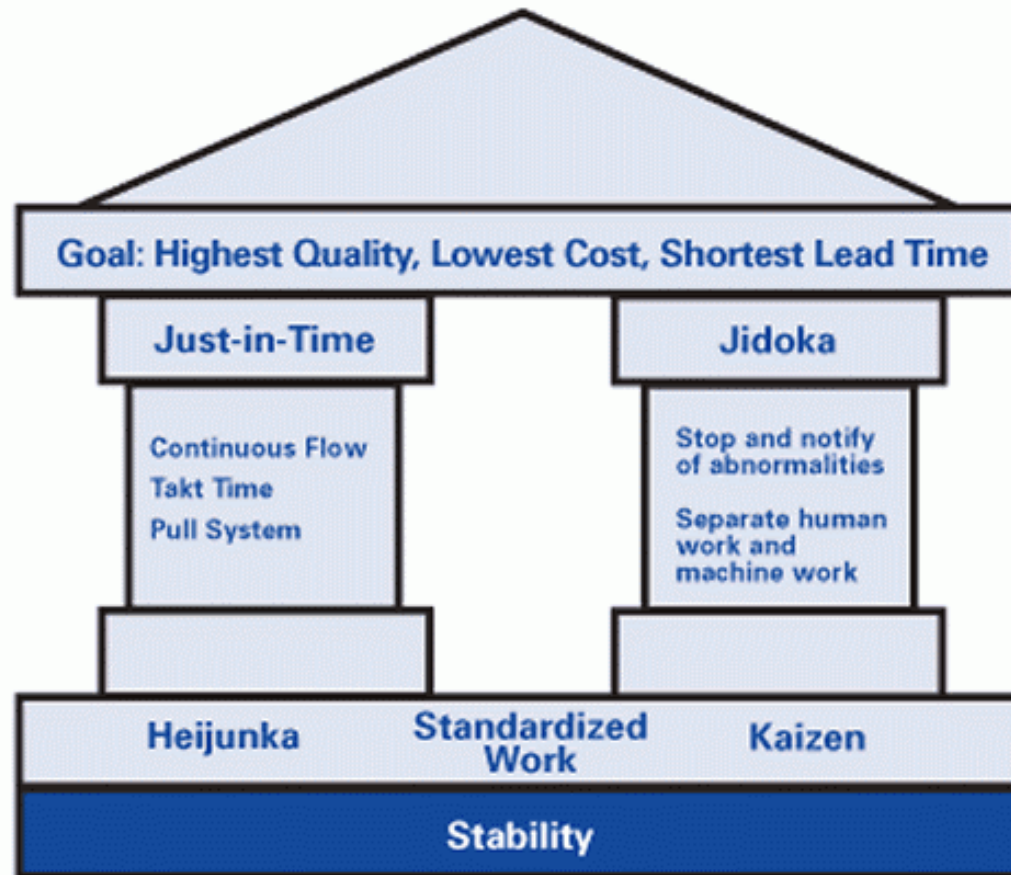 Goal: Highest Quality, Lowest Cost, Shortest Lead Time
Just-in-Time
Continuous Flow
Takt Time
Pull System
Jidoka
Stop and notify
of abnormalities
Separate human
work and
machine work
Heijunka
Standardized
Work
Kaizen
Stability